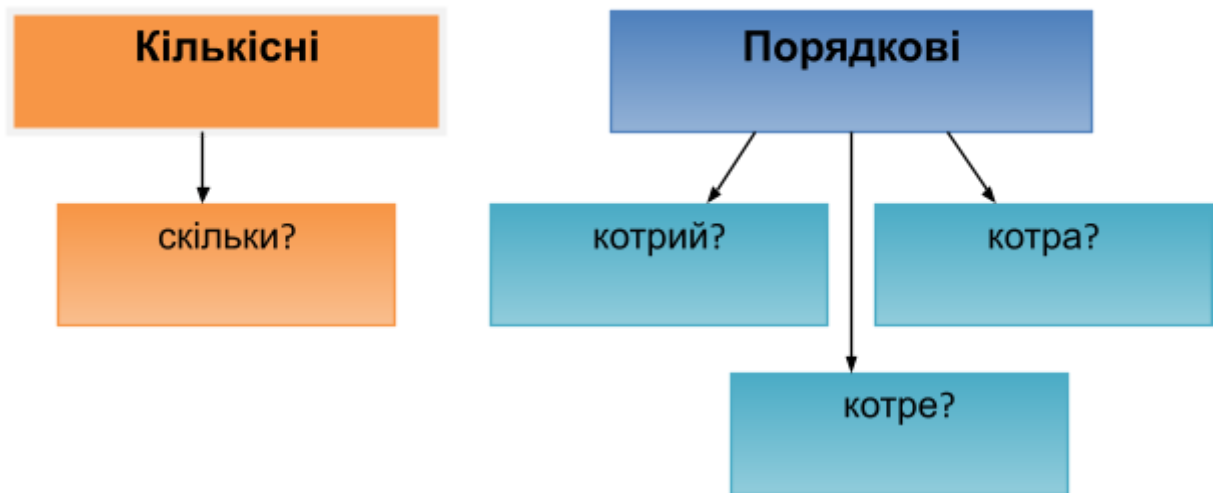 Кількісні
Порядкові
скільки?
котрий?
котра?
котре?